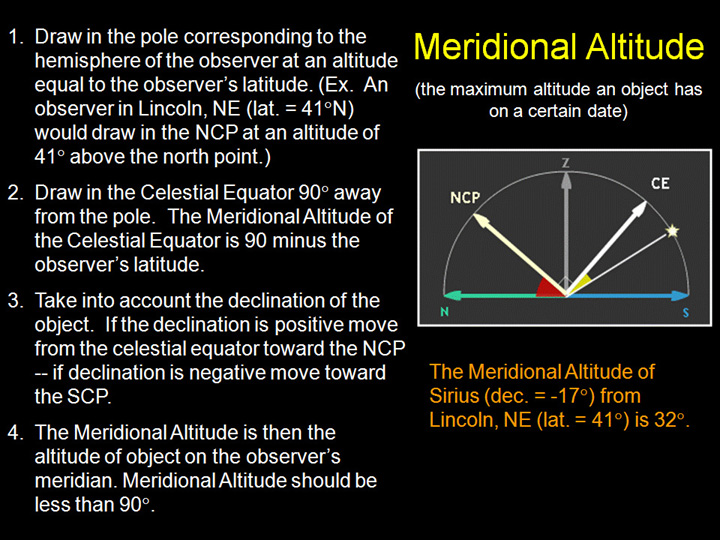 1. Draw in the pole corresponding to the
hemisphere of the observer at an altitude
equal to the observer’s latitude. (Ex. An
observer in Lincoln, NE (lat. = 41°N)
would draw in the NCP at an altitude of
41° above the north point.)
2. Draw in the Celestial Equator 90° away
from the pole. The Meridional Altitude of
the Celestial Equator is 90 minus the
observer’s latitude.
3. Take into account the declination of the
object. If the declination is positive move
from the celestial equator toward the NCP
-- if declination is negative move toward
the SCP.
4. The Meridional Altitude is then the
altitude of object on the observer’s
meridian. Meridional Altitude should be
less than 90°.
Meridional Altitude
(the maximum altitude an object has
on a certain date)
Z
NCP
CE
N
S
The Meridional Altitude of
Sirius (dec. = -17°) from
Lincoln, NE (lat. = 41°) is 32°.